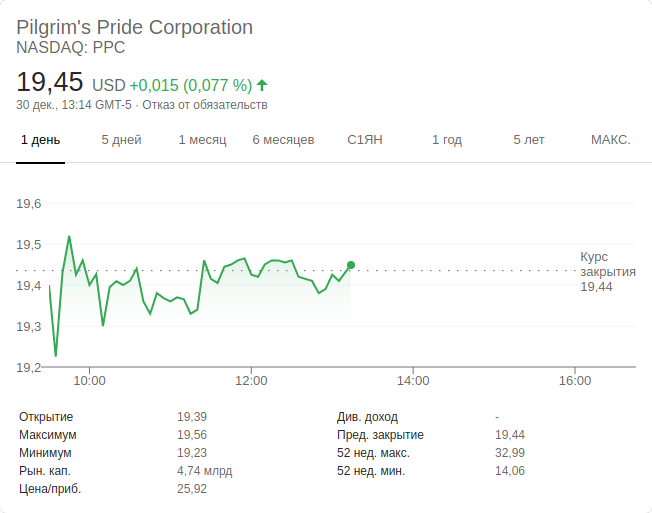 Pilgrim's Pride Corporation
NASDAQ: PPC
19,45 USD +0,015 (0,077 %)
30 дек., 13:14 GMT-5 · Отказ от обязательств
1 день 5 дней 1 месяц 6 месяцев С1ЯН 1 год 5 лет МАКС.
19,6
19,5
Курс
закрытия
19,44
19,4
19,3
19,2
10:00 12:00 14:00 16:00
Открытие 19,39 Див. доход -
Максимум 19,56 Пред. закрытие 19,44
Минимум 19,23 52 нед. макс. 32,99
Рын. кап. 4,74 млрд 52 нед. мин. 14,06
Цена/приб. 25,92